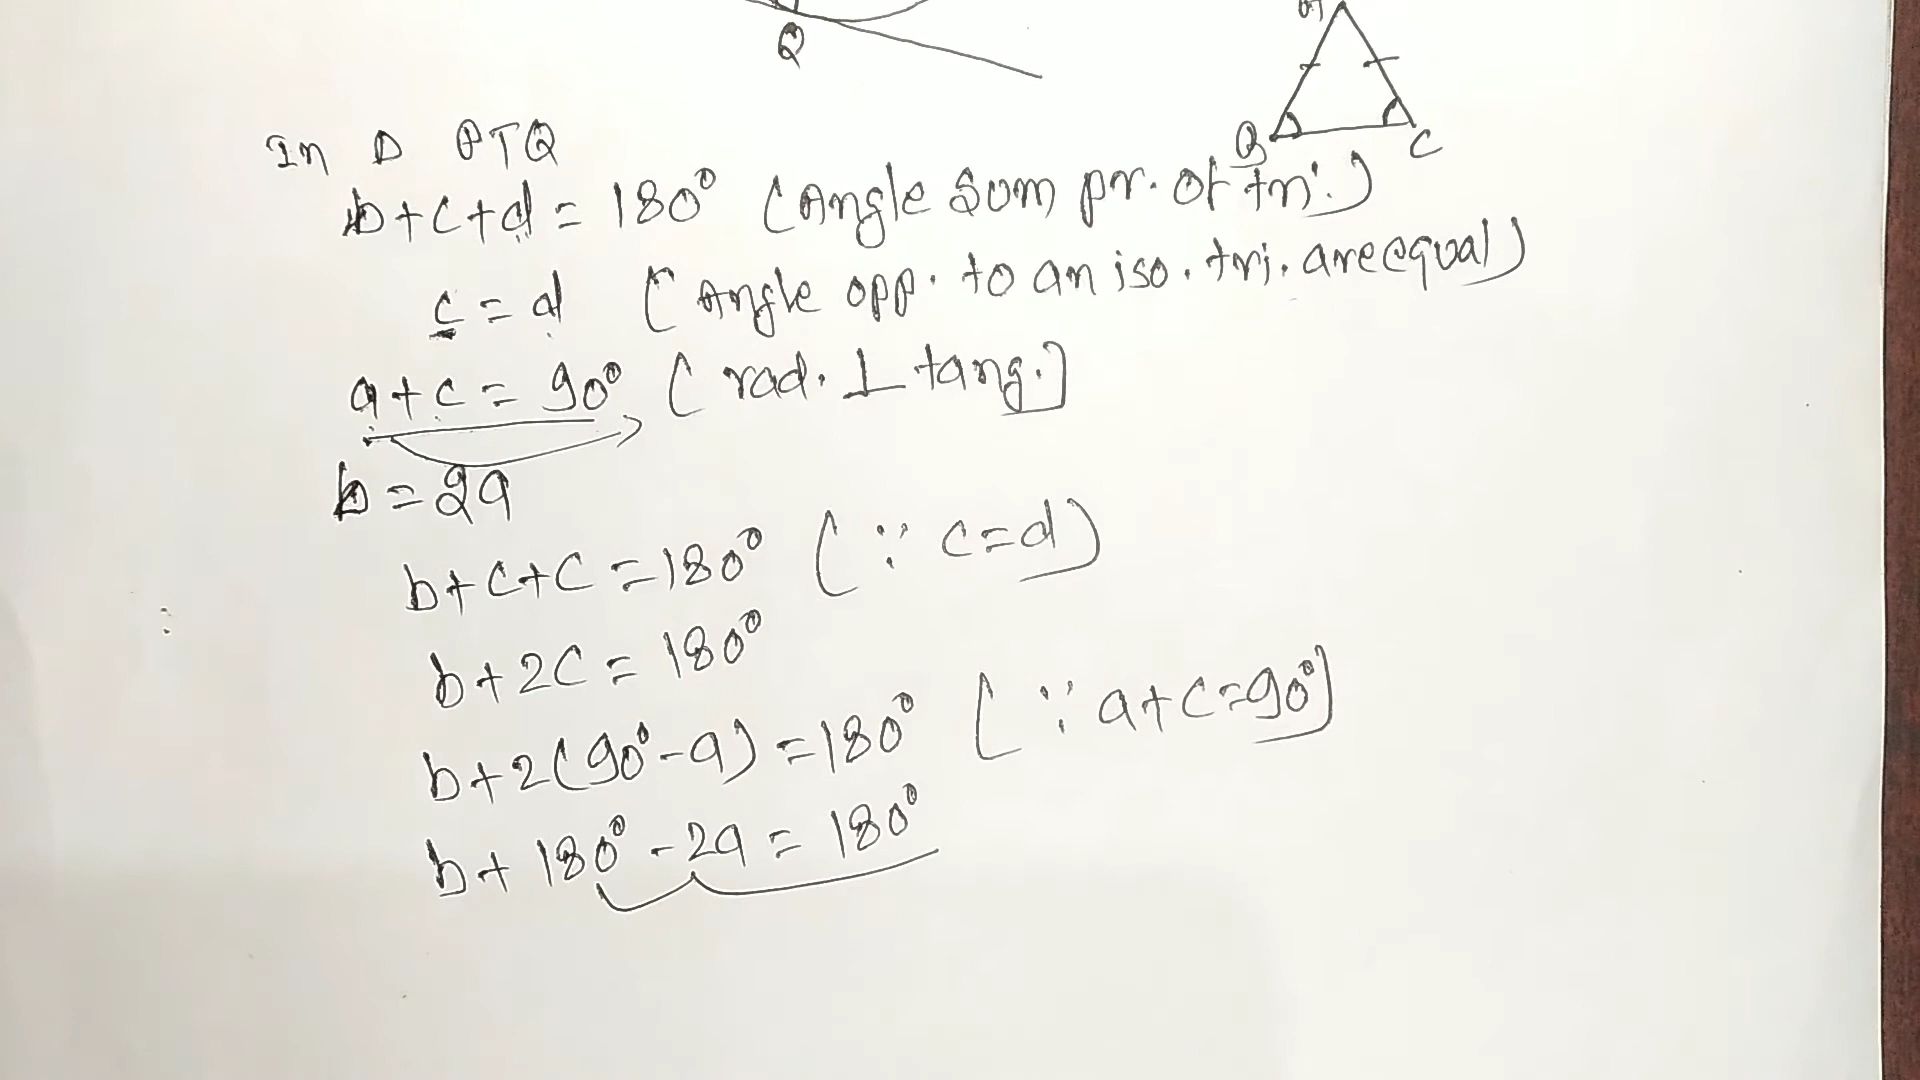 Q
B
C
In Δ PTQ
b+c+d = 180° (Angle sum pr. of tri.)
c = d (Angle opp. to an iso. tri. are equal)
a+c = 90° (rad. ⊥ tang.)
b = 2a
b+c+c = 180° (∵ c=d)
b+2c = 180°
b+2(90°-a) = 180° (∵ a+c=90°)
b+180°-2a = 180°